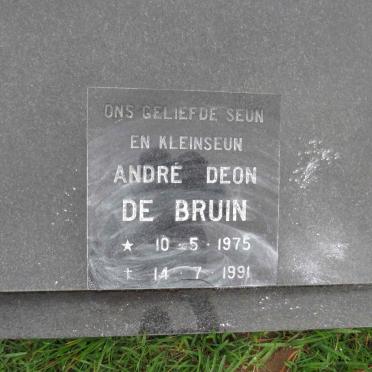 ONS GELIEFDE SEUN
EN KLEINSEUN
ANDRÉ DEON
DE BRUIN
★ 10-5-1975
† 14-7-1991